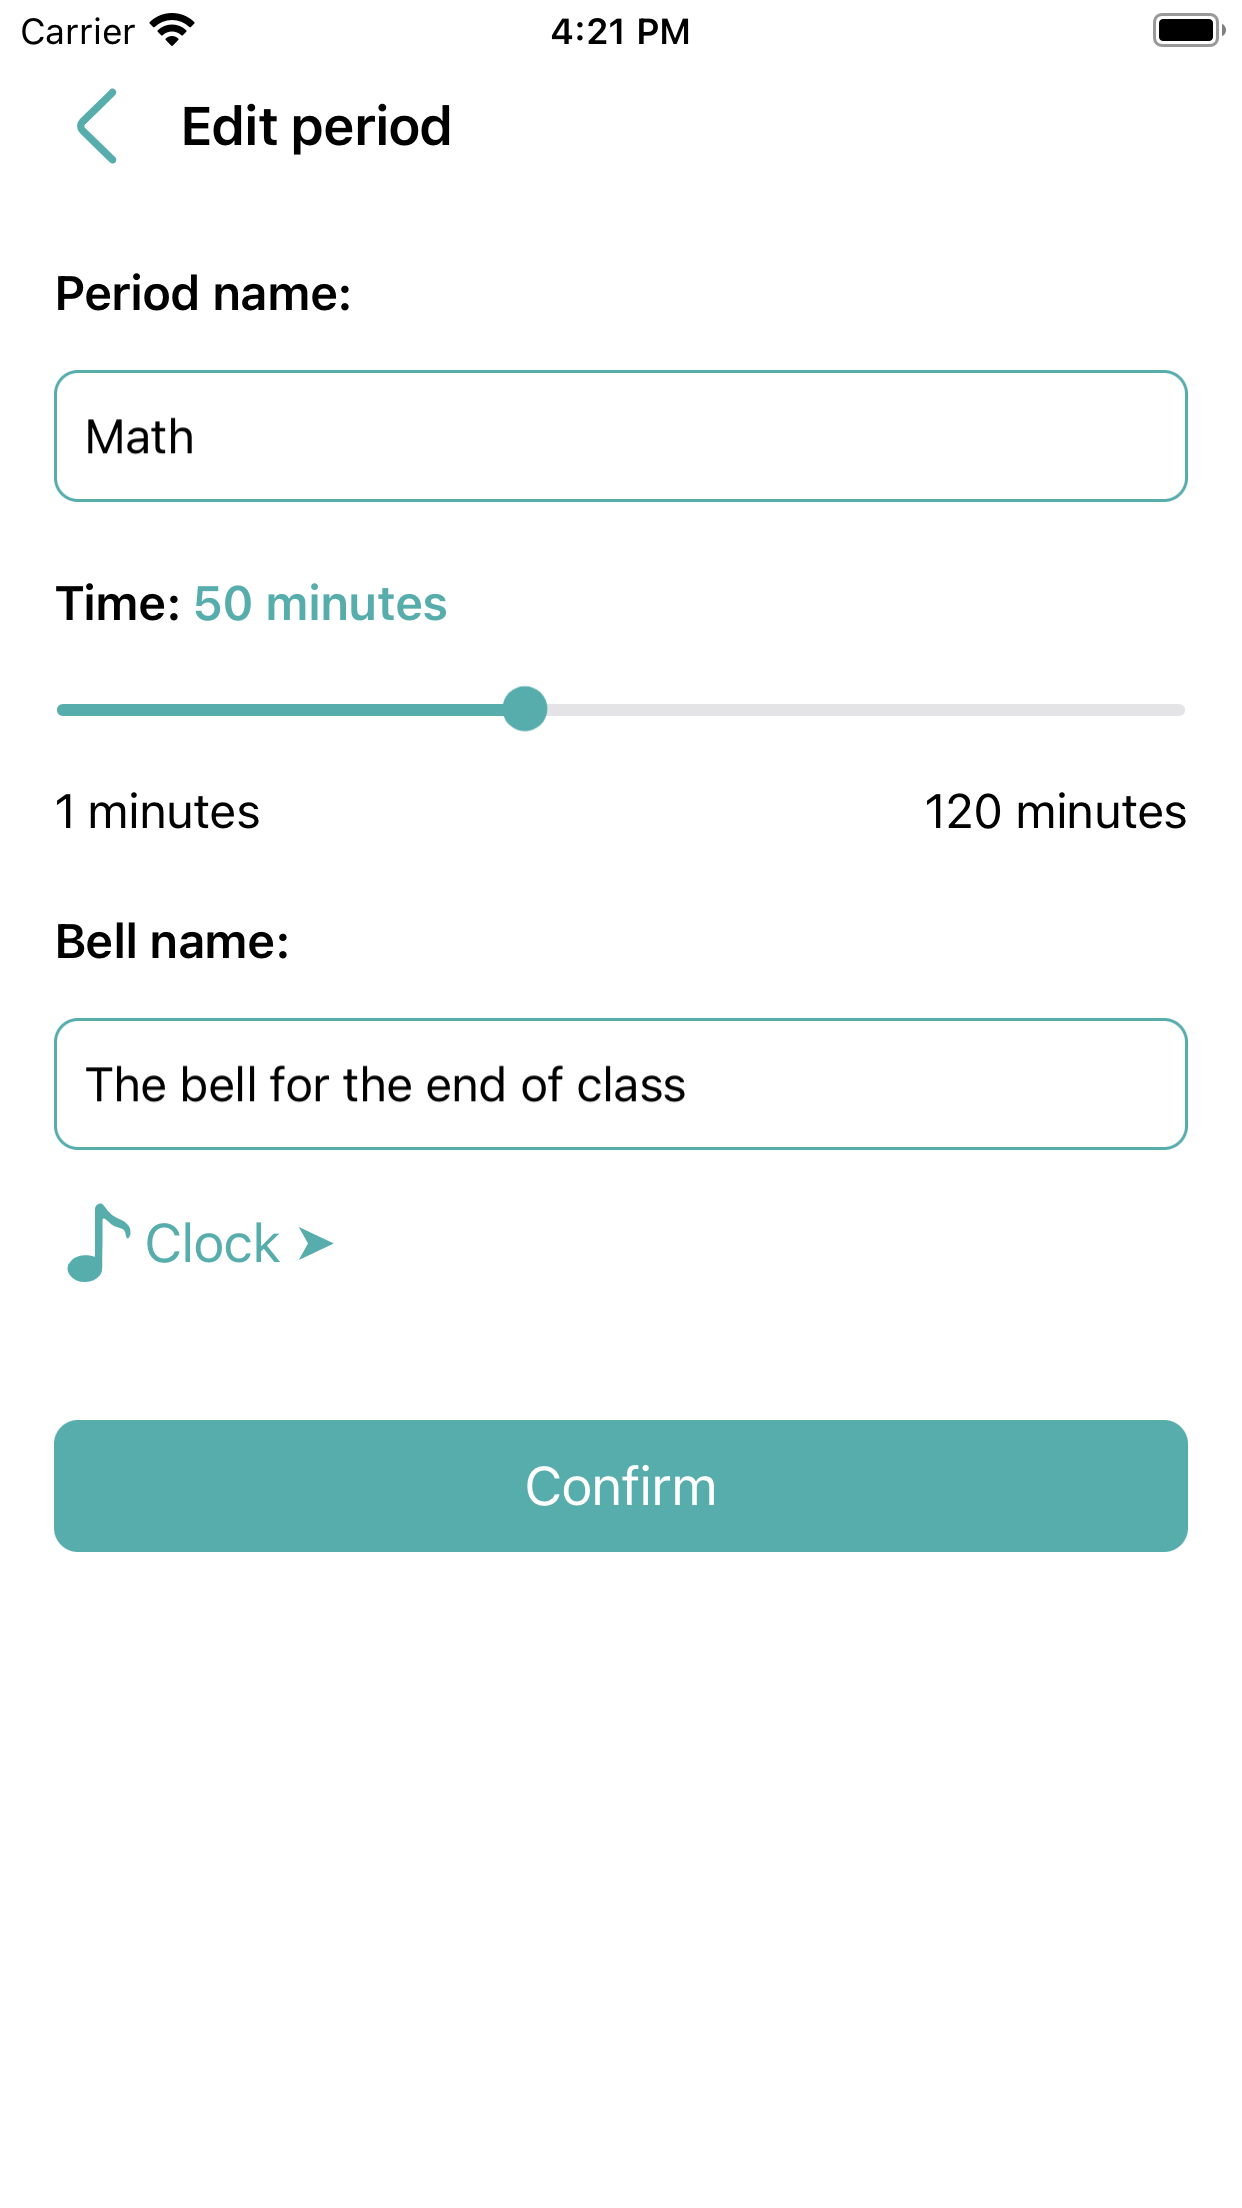 Carrier 4:21 PM
Edit period
Period name:
Math
Time: 50 minutes
1 minutes 120 minutes
Bell name:
The bell for the end of class
Clock ➤
Confirm